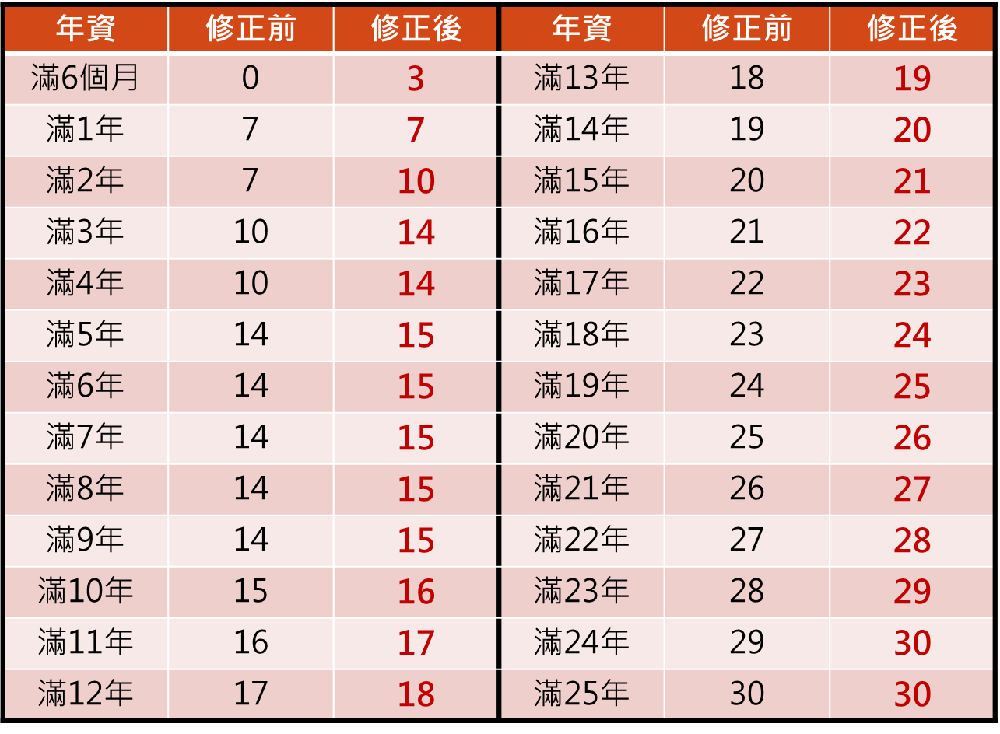 年資 修正前 修正後 年資 修正前 修正後
滿6個月 0 3 滿13年 18 19
滿1年 7 7 滿14年 19 20
滿2年 7 10 滿15年 20 21
滿3年 10 14 滿16年 21 22
滿4年 10 14 滿17年 22 23
滿5年 14 15 滿18年 23 24
滿6年 14 15 滿19年 24 25
滿7年 14 15 滿20年 25 26
滿8年 14 15 滿21年 26 27
滿9年 14 15 滿22年 27 28
滿10年 15 16 滿23年 28 29
滿11年 16 17 滿24年 29 30
滿12年 17 18 滿25年 30 30